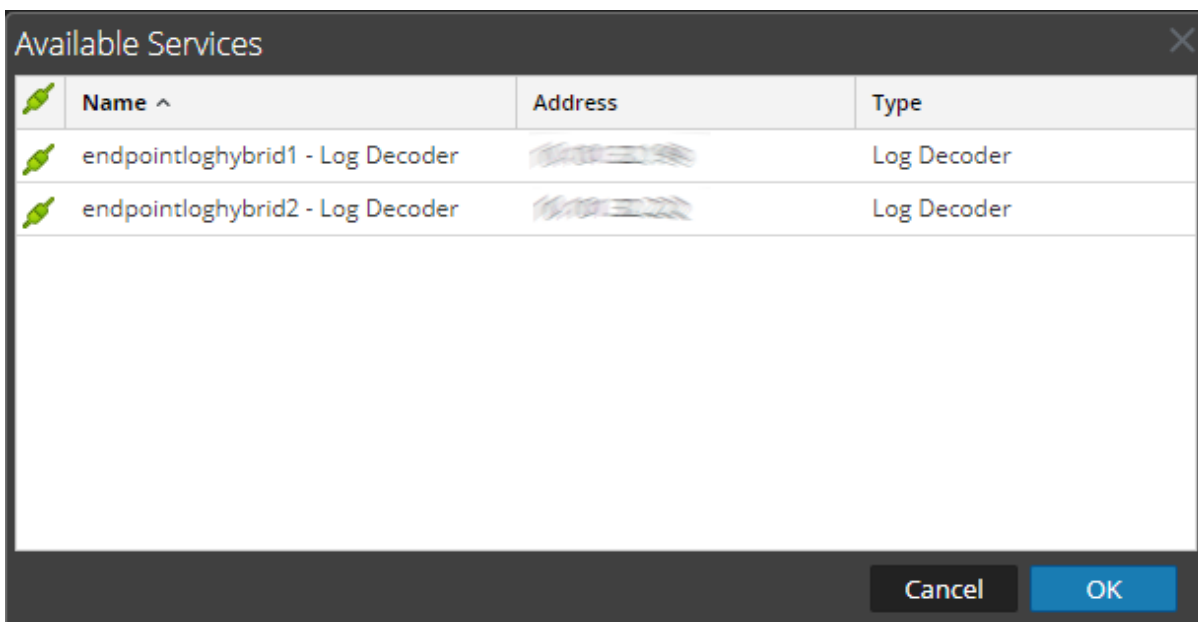 Available Services
Name Address Type
endpointloghybrid1 - Log Decoder Log Decoder
endpointloghybrid2 - Log Decoder Log Decoder
Cancel OK